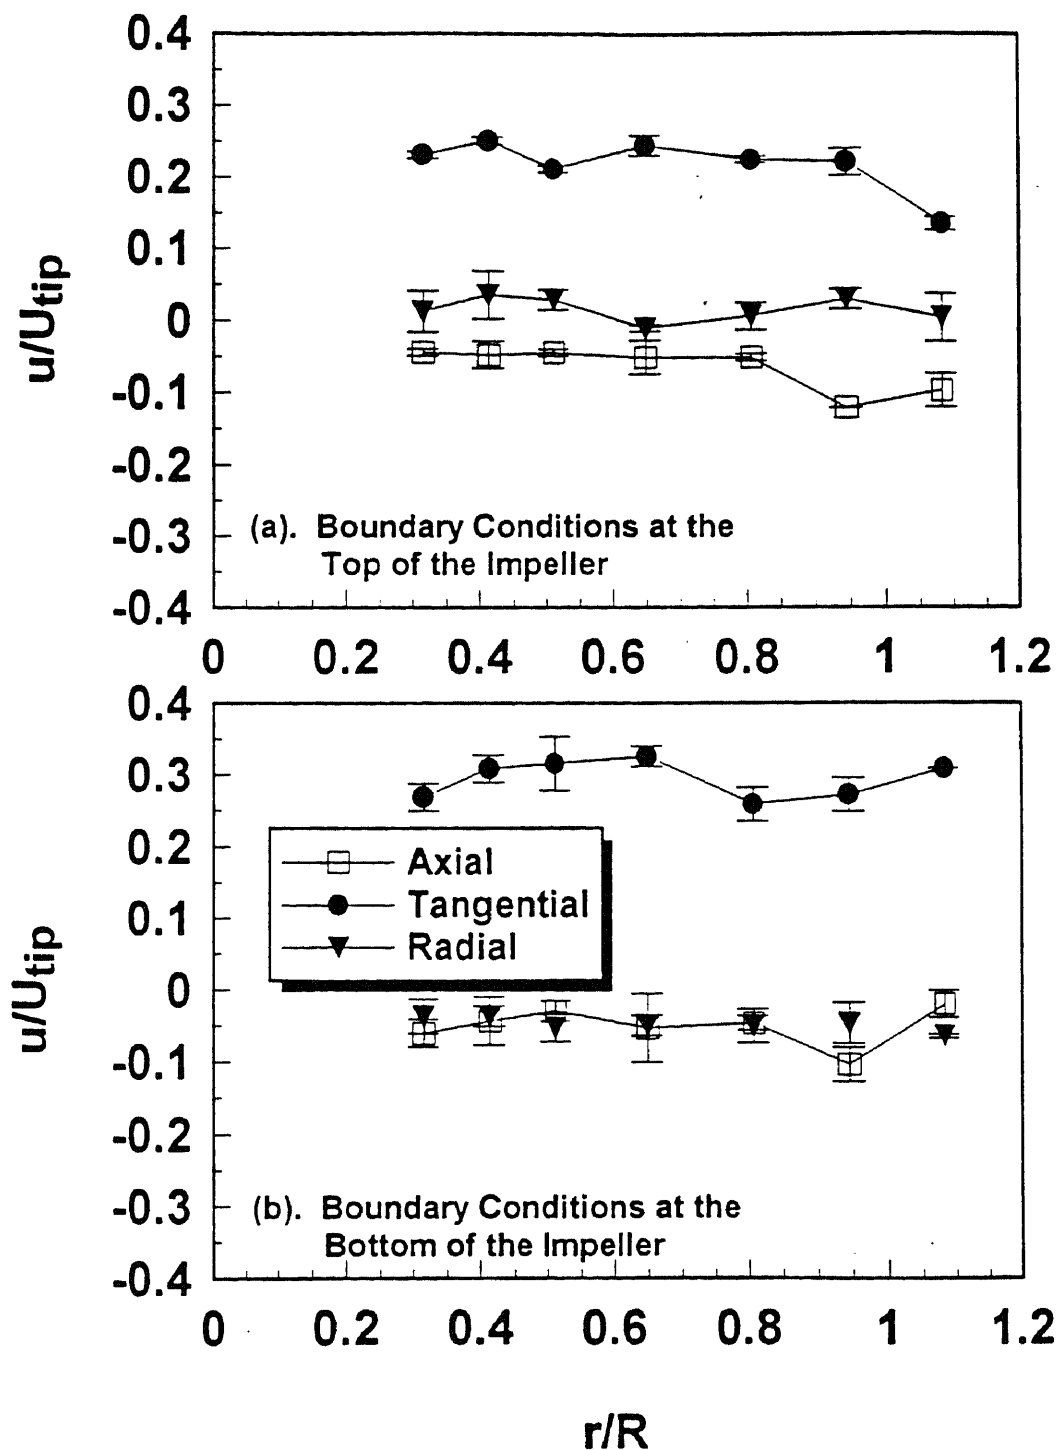 0.4
0.3
0.2
0.1
0
-0.1
-0.2
-0.3
-0.4
u/Utip
(a). Boundary Conditions at the
Top of the Impeller
0 0.2 0.4 0.6 0.8 1 1.2
0.4
0.3
0.2
0.1
0
-0.1
-0.2
-0.3
-0.4
u/Utip
Axial
Tangential
Radial
(b). Boundary Conditions at the
Bottom of the Impeller
0 0.2 0.4 0.6 0.8 1 1.2
r/R